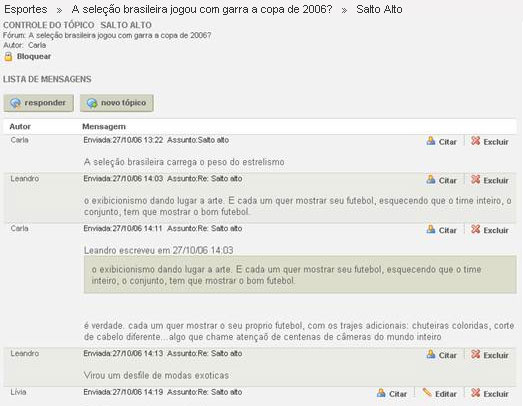 Esportes » A seleção brasileira jogou com garra a copa de 2006? » Salto Alto
CONTROLE DO TÓPICO SALTO ALTO
Fórum: A seleção brasileira jogou com garra a copa de 2006?
Autor: Carla
Bloquear
LISTA DE MENSAGENS
responder novo tópico
Autor Mensagem
Carla Enviada:27/10/06 13:22 Assunto:Salto alto Citar Excluir
A seleção brasileira carrega o peso do estrelismo
Leandro Enviada:27/10/06 14:03 Assunto:Re: Salto alto Citar Excluir
o exibicionismo dando lugar a arte. E cada um quer mostrar seu futebol, esquecendo que o time inteiro, o
conjunto, tem que mostrar o bom futebol.
Carla Enviada:27/10/06 14:11 Assunto:Re: Salto alto Citar Excluir
Leandro escreveu em 27/10/06 14:03
o exibicionismo dando lugar a arte. E cada um quer mostrar seu futebol, esquecendo que o time
inteiro, o conjunto, tem que mostrar o bom futebol.
é verdade. cada um quer mostrar o seu proprio futebol, com os trajes adicionais: chuteiras coloridas, corte
de cabelo diferente...algo que chame atençaõ de centenas de câmeras do mundo inteiro
Leandro Enviada:27/10/06 14:13 Assunto:Re: Salto alto Citar Excluir
Virou um desfile de modas exoticas
Lívia Enviada:27/10/06 14:19 Assunto:Re: Salto alto Citar Editar Excluir